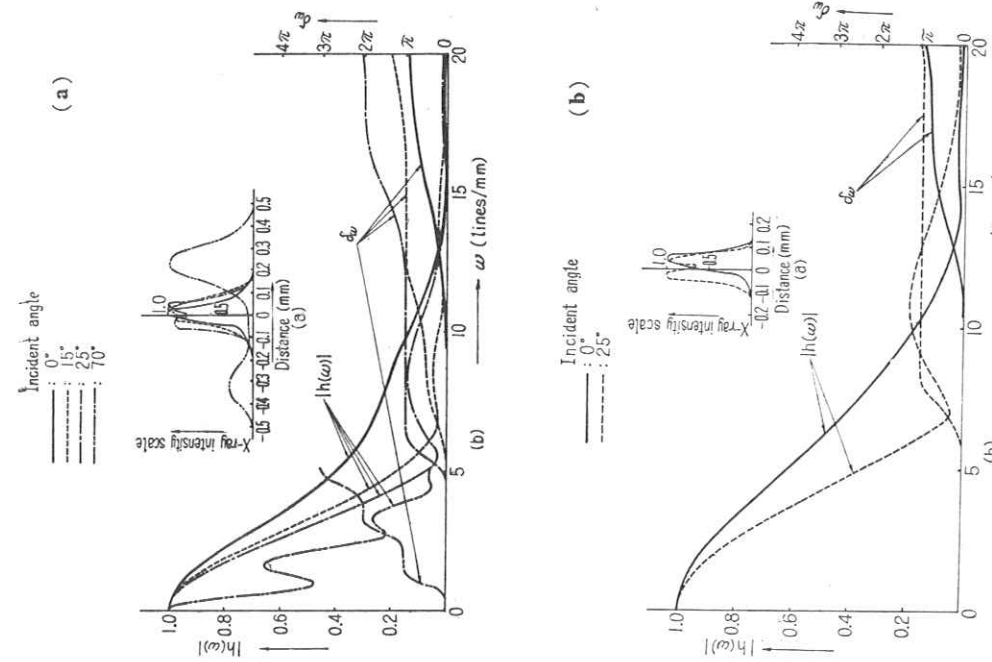 (a)
Incident angle
: 0°
: 15°
: 25°
: 70°
X-ray intensity scale
1.0
0.5
-0.5 -0.4 -0.3 -0.2 -0.1 0.1 0.2 0.3 0.4 0.5
Distance (mm)
(a)
|h(ω)|
1.0
0.8
0.6
0.4
0.2
0
0 5 10 15 20
ω (lines/mm)
(b)
|h(ω)|
δω
δω
4π
3π
2π
π
0
(b)
Incident angle
: 0°
: 25°
X-ray intensity scale
1.0
0.5
-0.2 -0.1 0 0.1 0.2
Distance (mm)
(a)
|h(ω)|
1.0
0.8
0.6
0.4
0.2
0
0 5 10 15 20
(b)
|h(ω)|
δω
δω
4π
3π
2π
π
0